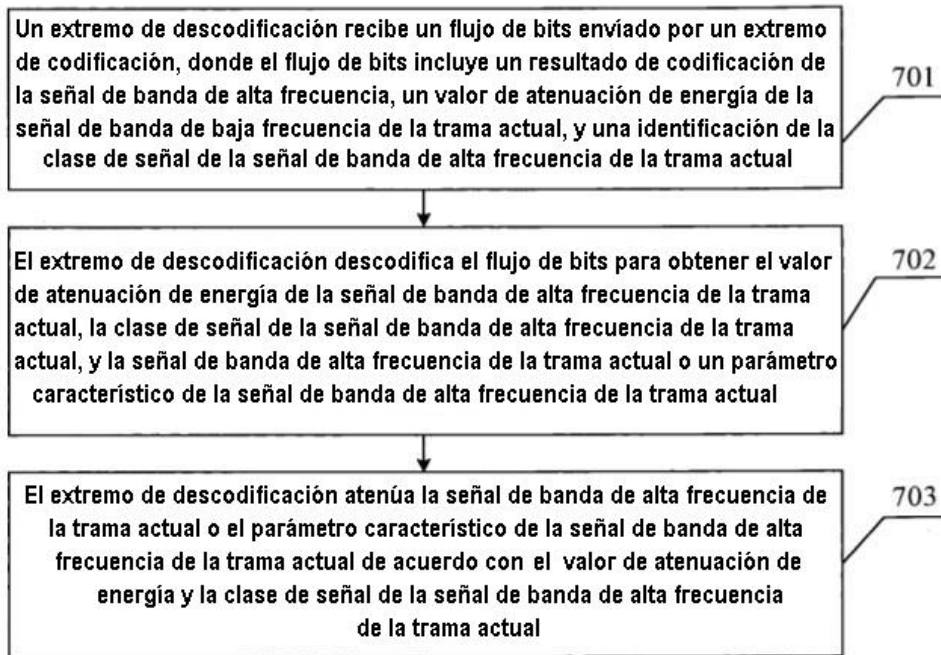 Un extremo de descodificación recibe un flujo de bits envíado por un extremo
de codificación, donde el flujo de bits incluye un resultado de codificación de
la señal de banda de alta frecuencia, un valor de atenuación de energía de la
señal de banda de baja frecuencia de la trama actual, y una identificación de la
clase de señal de la señal de banda de alta frecuencia de la trama actual
701
El extremo de descodificación descodifica el flujo de bits para obtener el valor
de atenuación de energía de la señal de banda de alta frecuencia de la trama
actual, la clase de señal de la señal de banda de alta frecuencia de la trama
actual, y la señal de banda de alta frecuencia de la trama actual o un parámetro
característico de la señal de banda de alta frecuencia de la trama actual
702
El extremo de descodificación atenúa la señal de banda de alta frecuencia de
la trama actual o el parámetro característico de la señal de banda de alta
frecuencia de la trama actual de acuerdo con el valor de atenuación de
energía y la clase de señal de la señal de banda de alta frecuencia
de la trama actual
703